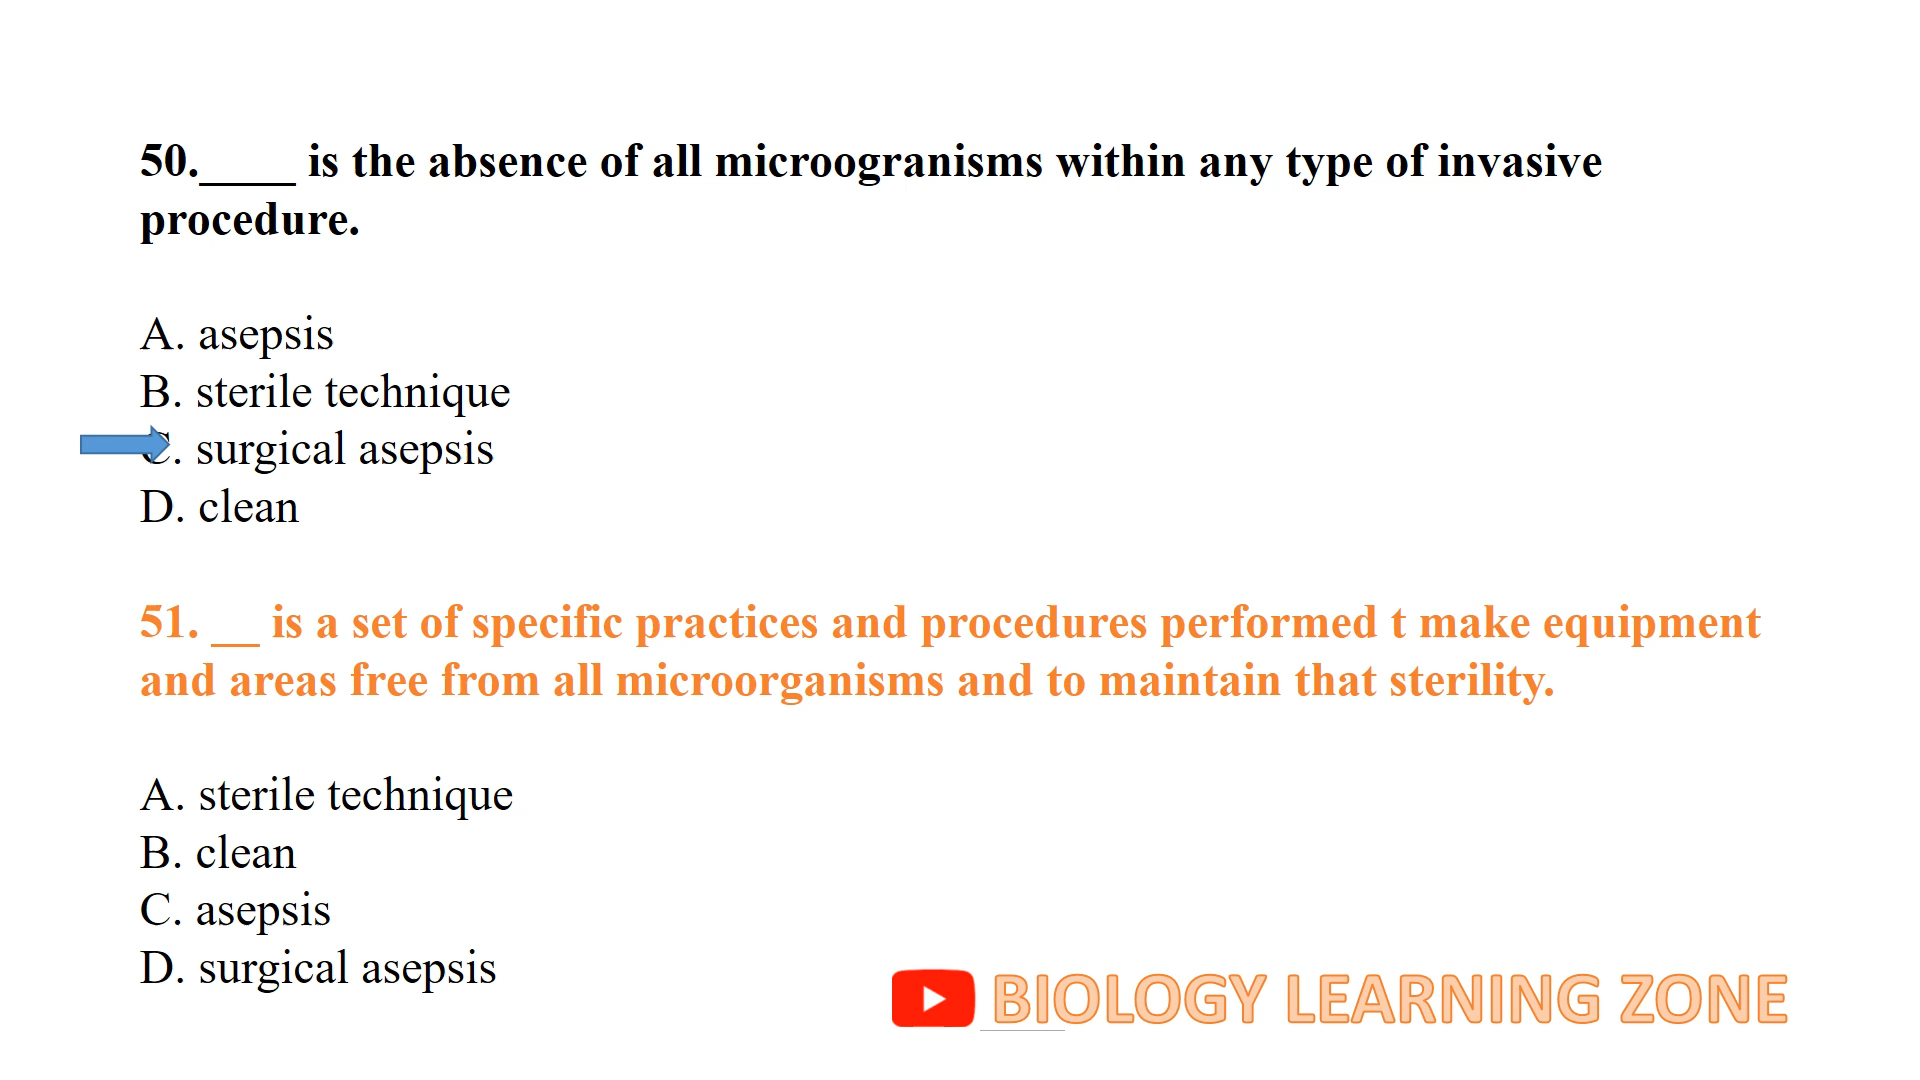 50.____ is the absence of all microogranisms within any type of invasive
procedure.
A. asepsis
B. sterile technique
C. surgical asepsis
D. clean
51. __ is a set of specific practices and procedures performed t make equipment
and areas free from all microorganisms and to maintain that sterility.
A. sterile technique
B. clean
C. asepsis
D. surgical asepsis
BIOLOGY LEARNING ZONE